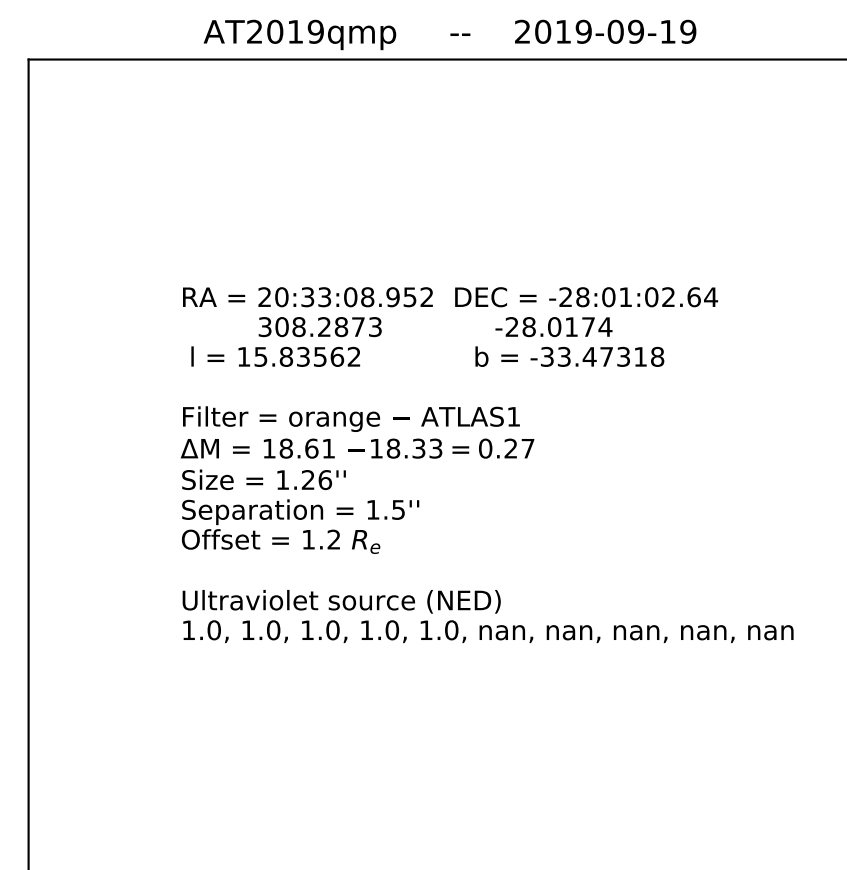 AT2019qmp -- 2019-09-19
RA = 20:33:08.952 DEC = -28:01:02.64
308.2873 -28.0174
l = 15.83562 b = -33.47318
Filter = orange − ATLAS1
ΔM = 18.61 −18.33 = 0.27
Size = 1.26''
Separation = 1.5''
Offset = 1.2 Re
Ultraviolet source (NED)
1.0, 1.0, 1.0, 1.0, 1.0, nan, nan, nan, nan, nan